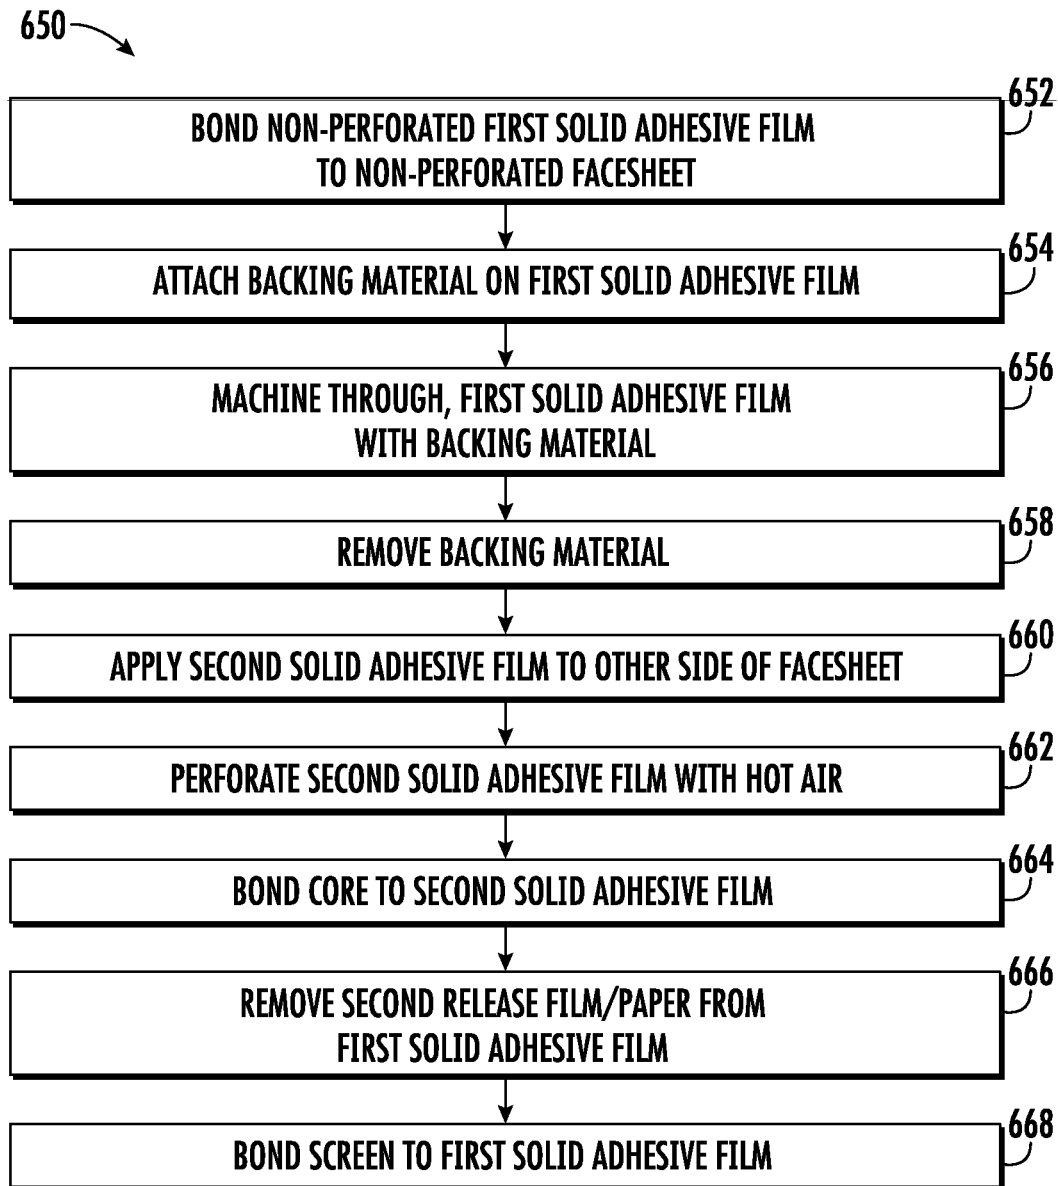 650
652
BOND NON-PERFORATED FIRST SOLID ADHESIVE FILM
TO NON-PERFORATED FACESHEET
654
ATTACH BACKING MATERIAL ON FIRST SOLID ADHESIVE FILM
656
MACHINE THROUGH, FIRST SOLID ADHESIVE FILM
WITH BACKING MATERIAL
658
REMOVE BACKING MATERIAL
660
APPLY SECOND SOLID ADHESIVE FILM TO OTHER SIDE OF FACESHEET
662
PERFORATE SECOND SOLID ADHESIVE FILM WITH HOT AIR
664
BOND CORE TO SECOND SOLID ADHESIVE FILM
666
REMOVE SECOND RELEASE FILM/PAPER FROM
FIRST SOLID ADHESIVE FILM
668
BOND SCREEN TO FIRST SOLID ADHESIVE FILM